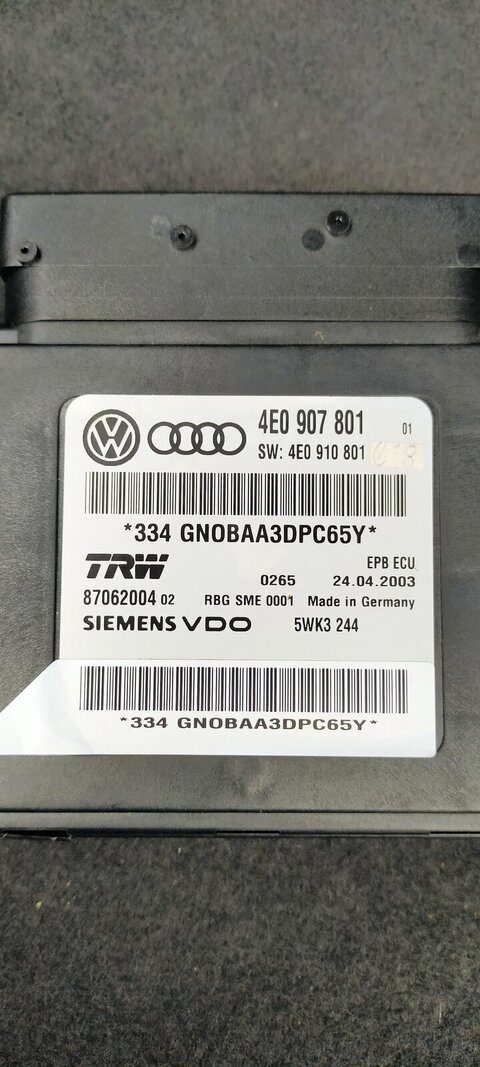 4E0 907 801 01
SW: 4E0 910 801
*334 GNOBAA3DPC65Y*
TRW EPB ECU
0265 24.04.2003
87062004 02 RBG SME 0001 Made in Germany
SIEMENS VDO 5WK3 244
*334 GNOBAA3DPC65Y*